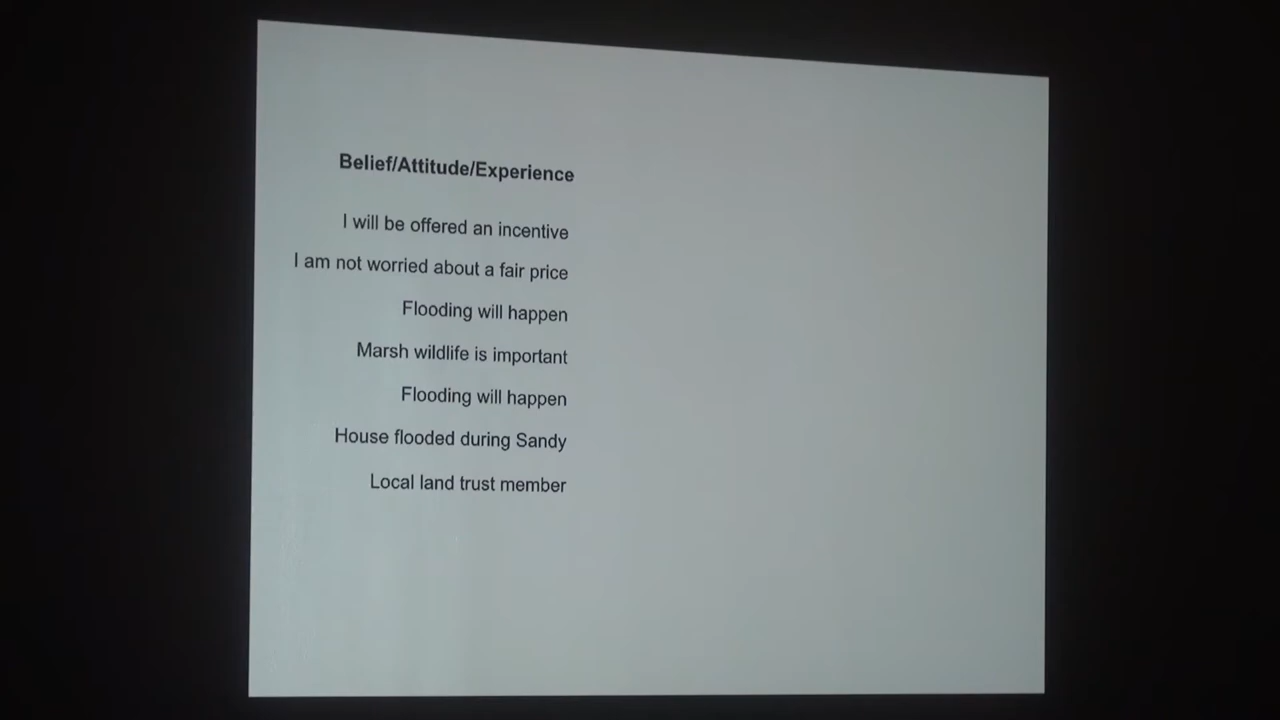 Belief/Attitude/Experience
I will be offered an incentive
I am not worried about a fair price
Flooding will happen
Marsh wildlife is important
Flooding will happen
House flooded during Sandy
Local land trust member